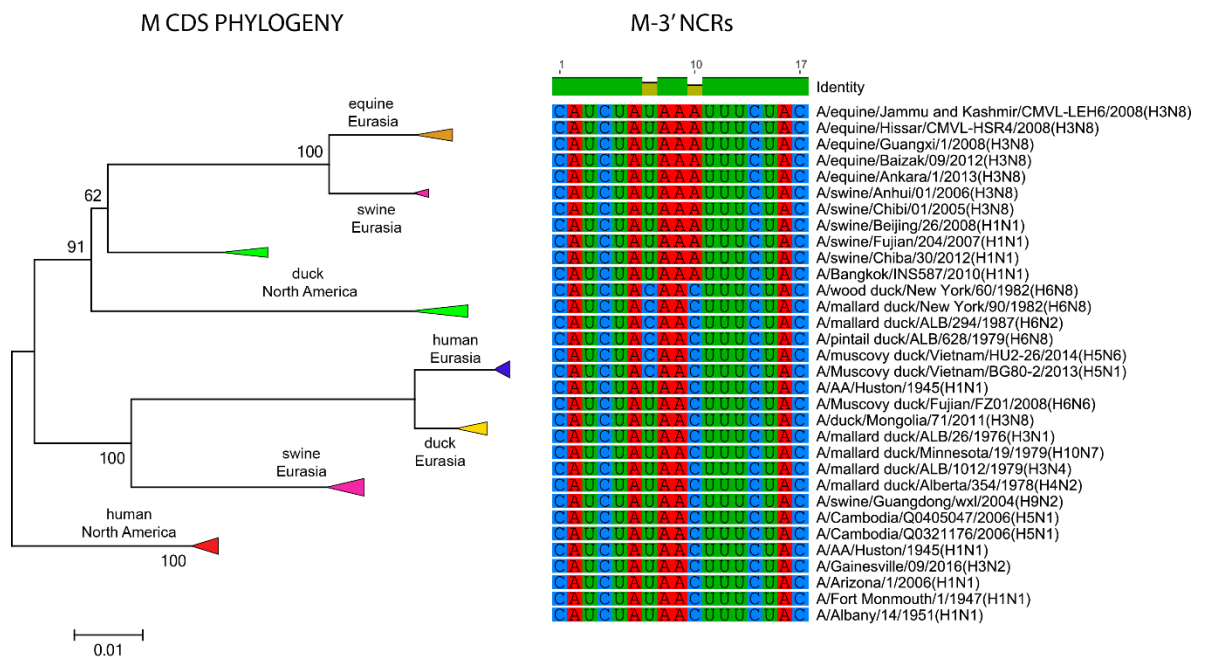 M CDS PHYLOGENY
M-3′ NCRs
1 10 17
Identity
equine
Eurasia
100
swine
Eurasia
62
91
duck
North America
human
Eurasia
duck
Eurasia
100
swine
Eurasia
human
North America
100
0.01
CAUCUAUAAAUUUCUAC A/equine/Jammu and Kashmir/CMVL-LEH6/2008(H3N8)
CAUCUAUAAAUUUCUAC A/equine/Hissar/CMVL-HSR4/2008(H3N8)
CAUCUAUAAAUUUCUAC A/equine/Guangxi/1/2008(H3N8)
CAUCUAUAAAUUUCUAC A/equine/Baizak/09/2012(H3N8)
CAUCUAUAAAUUUCUAC A/equine/Ankara/1/2013(H3N8)
CAUCUAUAAAUUUCUAC A/swine/Anhui/01/2006(H3N8)
CAUCUAUAAAUUUCUAC A/swine/Chibi/01/2005(H3N8)
CAUCUAUAAAUUUCUAC A/swine/Beijing/26/2008(H1N1)
CAUCUAUAAAUUUCUAC A/swine/Fujian/204/2007(H1N1)
CAUCUAUAAAUUUCUAC A/swine/Chiba/30/2012(H1N1)
CAUCUAUAAAUUUCUAC A/Bangkok/INS587/2010(H1N1)
CAUCUACAACUUUCUAC A/wood duck/New York/60/1982(H6N8)
CAUCUACAACUUUCUAC A/mallard duck/New York/90/1982(H6N8)
CAUCUACAACUUUCUAC A/mallard duck/ALB/294/1987(H6N2)
CAUCUAUAACUUUCUAC A/pintail duck/ALB/628/1979(H6N8)
CAUCUACAACUUUCUAC A/muscovy duck/Vietnam/HU2-26/2014(H5N6)
CAUCUACAACUUUCUAC A/Muscovy duck/Vietnam/BG80-2/2013(H5N1)
CAUCUAUAACUUUCUAC A/AA/Huston/1945(H1N1)
CAUCUAUAACUUUCUAC A/Muscovy duck/Fujian/FZ01/2008(H6N6)
CAUCUAUAACUUUCUAC A/duck/Mongolia/71/2011(H3N8)
CAUCUAUAACUUUCUAC A/mallard duck/ALB/26/1976(H3N1)
CAUCUAUAACUUUCUAC A/mallard duck/Minnesota/19/1979(H10N7)
CAUCUAUAACUUUCUAC A/mallard duck/ALB/1012/1979(H3N4)
CAUCUAUAACUUUCUAC A/mallard duck/Alberta/354/1978(H4N2)
CAUCUAUAACUUUCUAC A/swine/Guangdong/wxl/2004(H9N2)
CAUCUAUAACUUUCUAC A/Cambodia/Q0405047/2006(H5N1)
CAUCUAUAACUUUCUAC A/Cambodia/Q0321176/2006(H5N1)
CAUCUAUAACUUUCUAC A/AA/Huston/1945(H1N1)
CAUCUAUAACUUUCUAC A/Gainesville/09/2016(H3N2)
CAUCUAUAACUUUCUAC A/Arizona/1/2006(H1N1)
CAUCUAUAACUUUCUAC A/Fort Monmouth/1/1947(H1N1)
CAUCUAUAACUUUCUAC A/Albany/14/1951(H1N1)